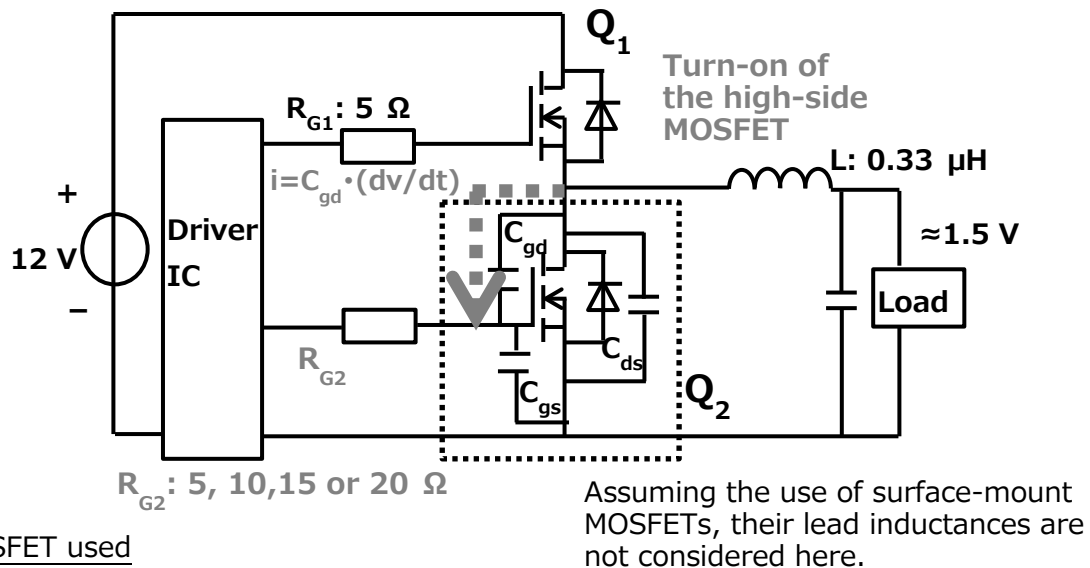 Q1
Turn-on of
the high-side
MOSFET
RG1: 5 Ω
L: 0.33 μH
i=Cgd·(dv/dt)
+
12 V
−
Driver
IC
Cgd
≈1.5 V
Load
RG2
Cds
Cgs
Q2
RG2: 5, 10,15 or 20 Ω
Assuming the use of surface-mount
MOSFETs, their lead inductances are
not considered here.
SFET used